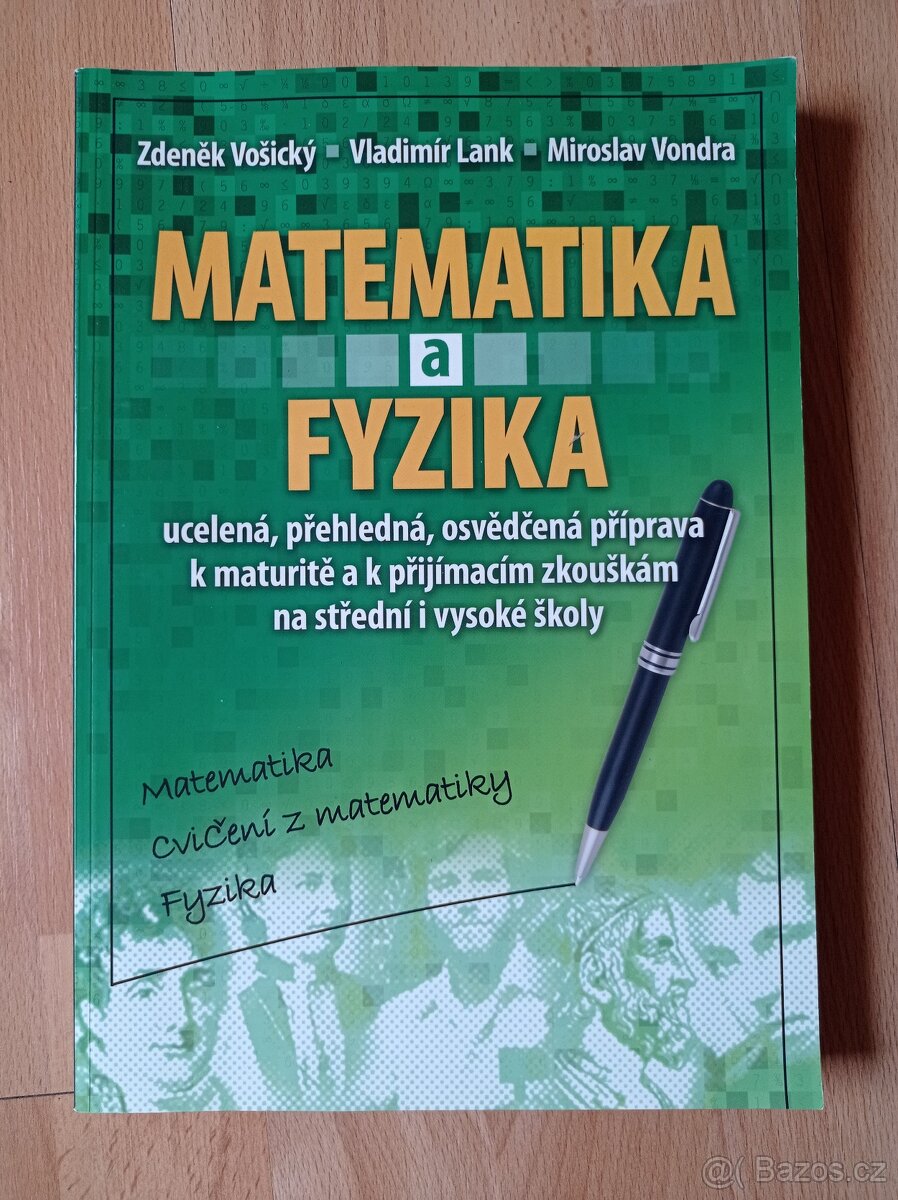 Zdeněk Vošický ▪ Vladimír Lank ▪ Miroslav Vondra
MATEMATIKA
a
FYZIKA
ucelená, přehledná, osvědčená příprava
k maturitě a k přijímacím zkouškám
na střední i vysoké školy
Matematika
Cvičení z matematiky
Fyzika
@( Bazos.cz